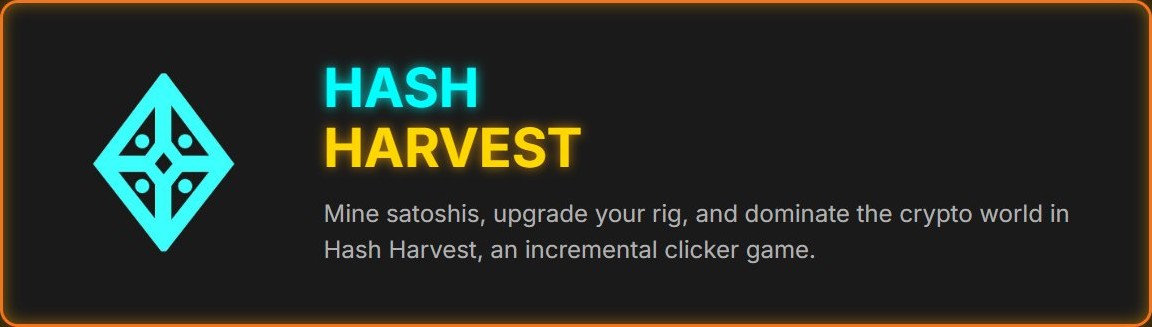 HASH
HARVEST
Mine satoshis, upgrade your rig, and dominate the crypto world in
Hash Harvest, an incremental clicker game.